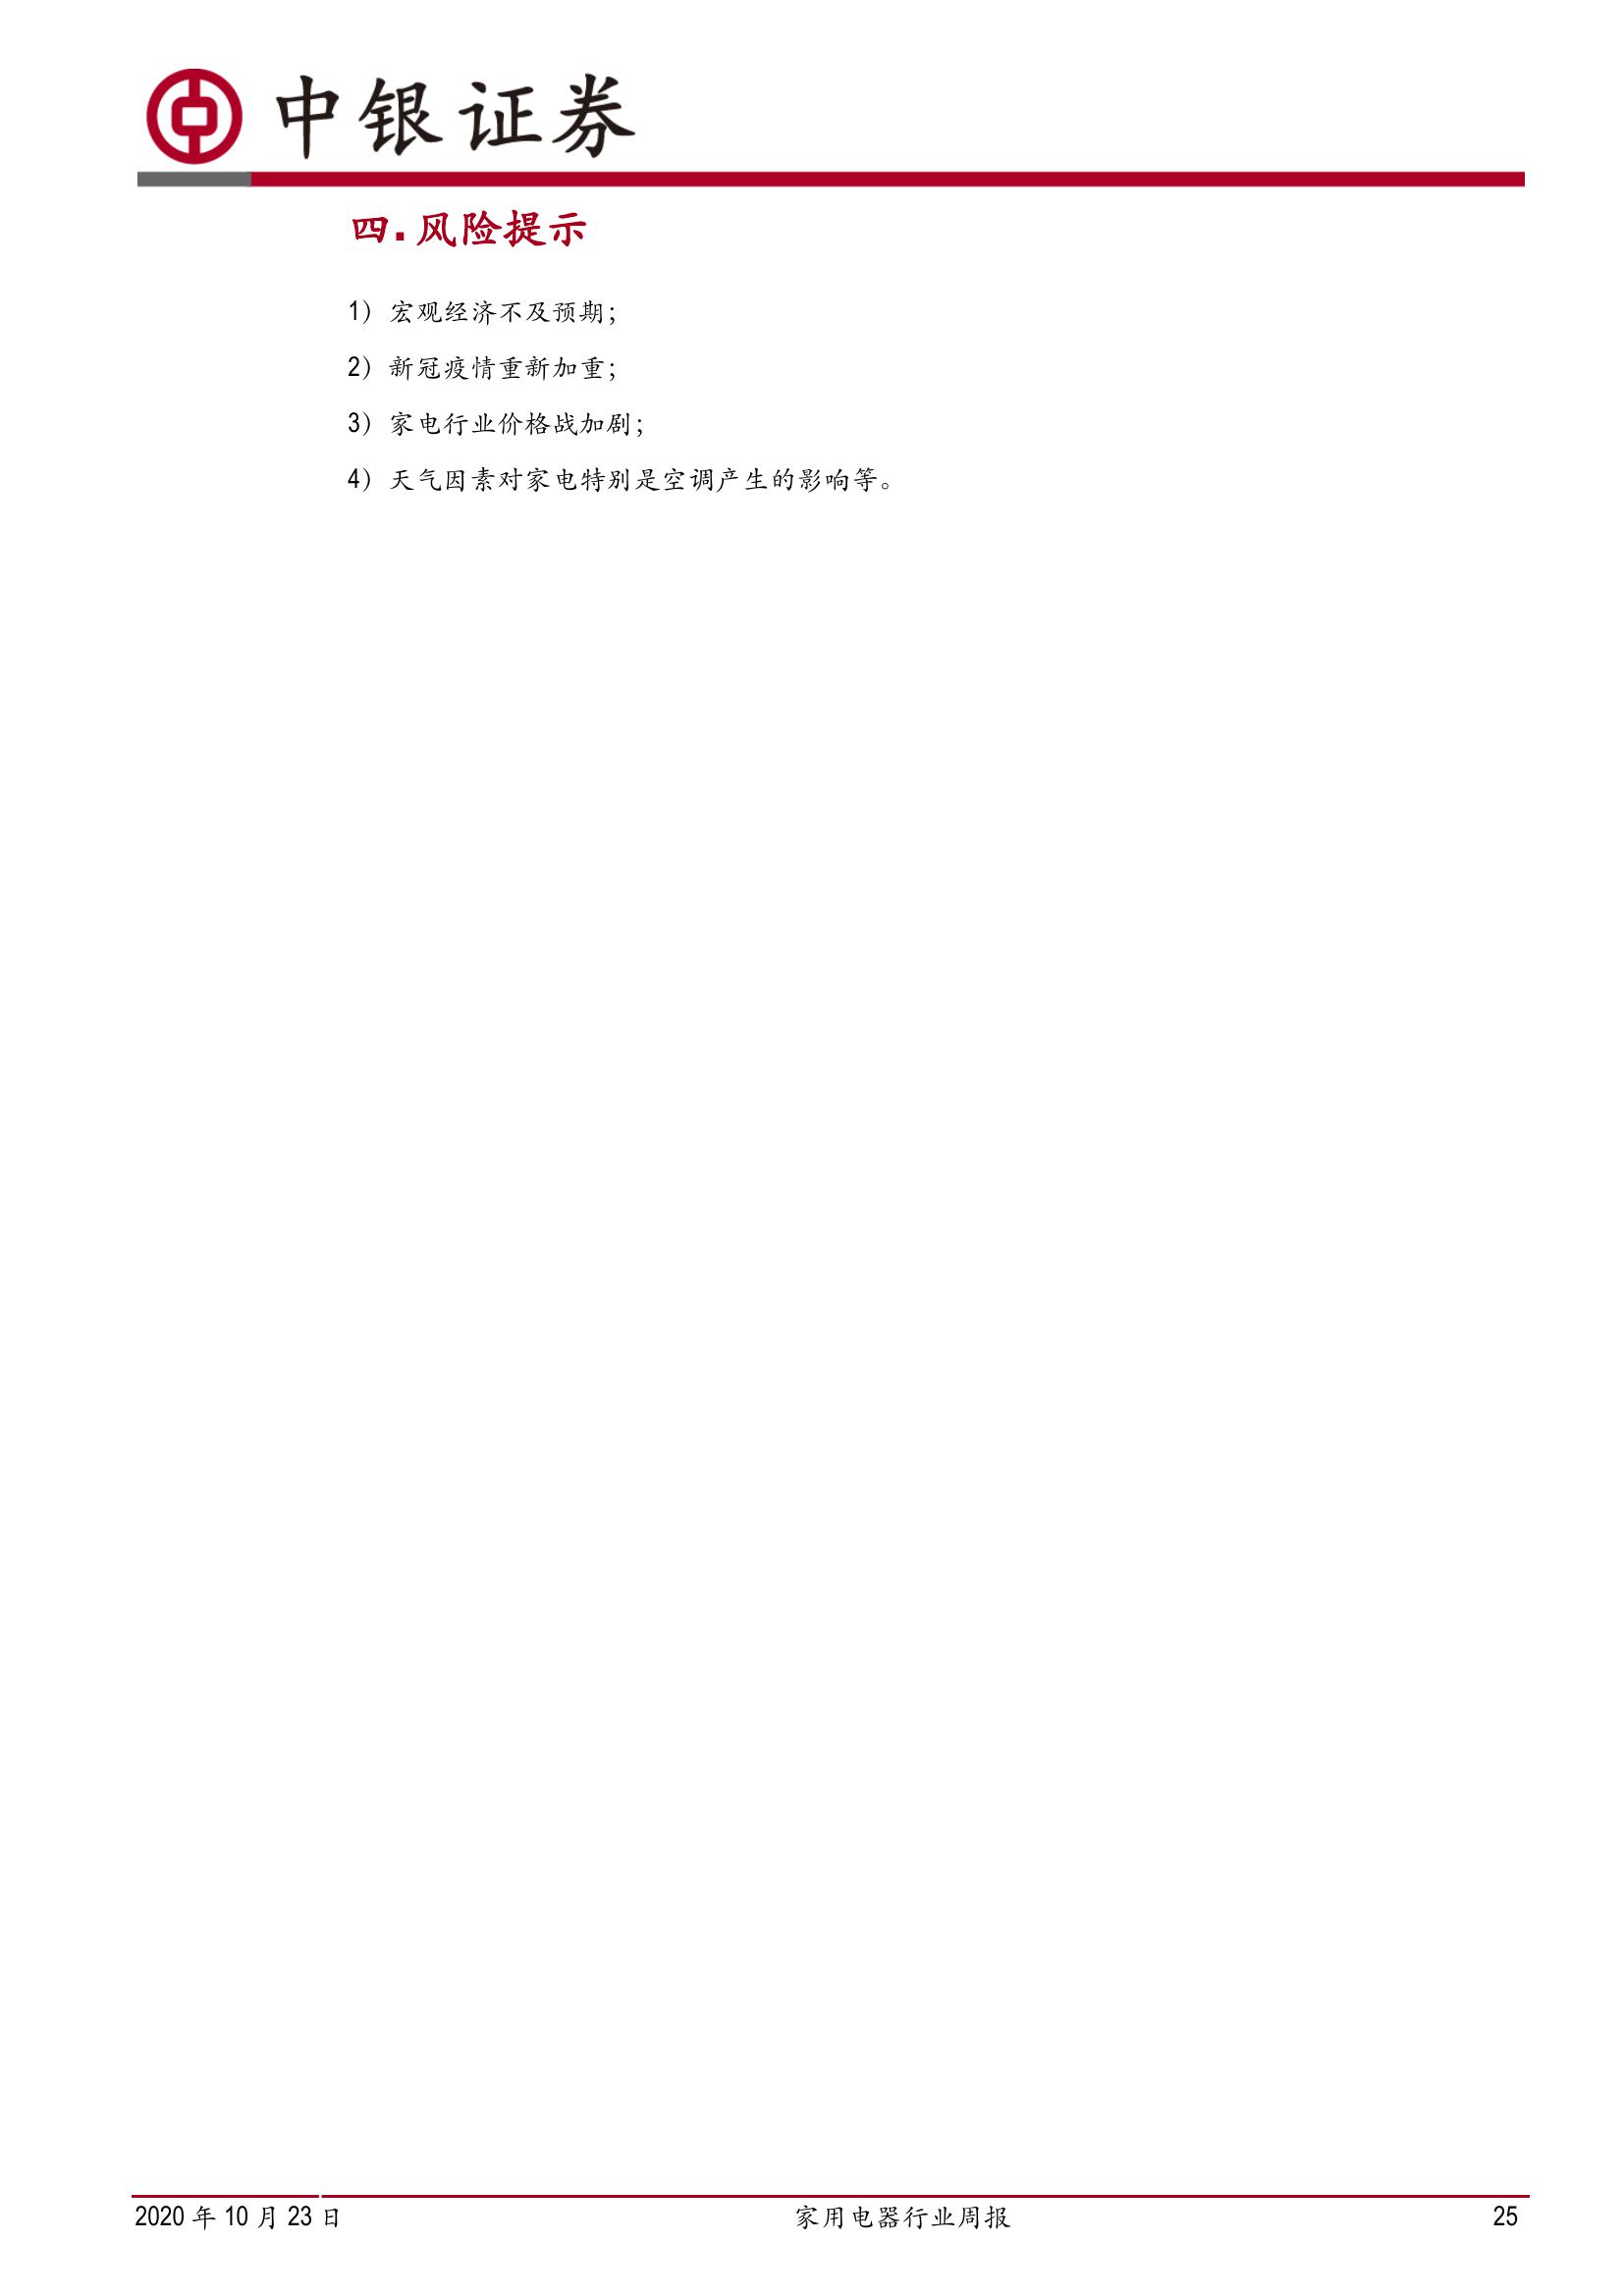 中银证券
四.风险提示
1）宏观经济不及预期；
2）新冠疫情重新加重；
3）家电行业价格战加剧；
4）天气因素对家电特别是空调产生的影响等。
2020 年 10 月 23 日 家用电器行业周报 25